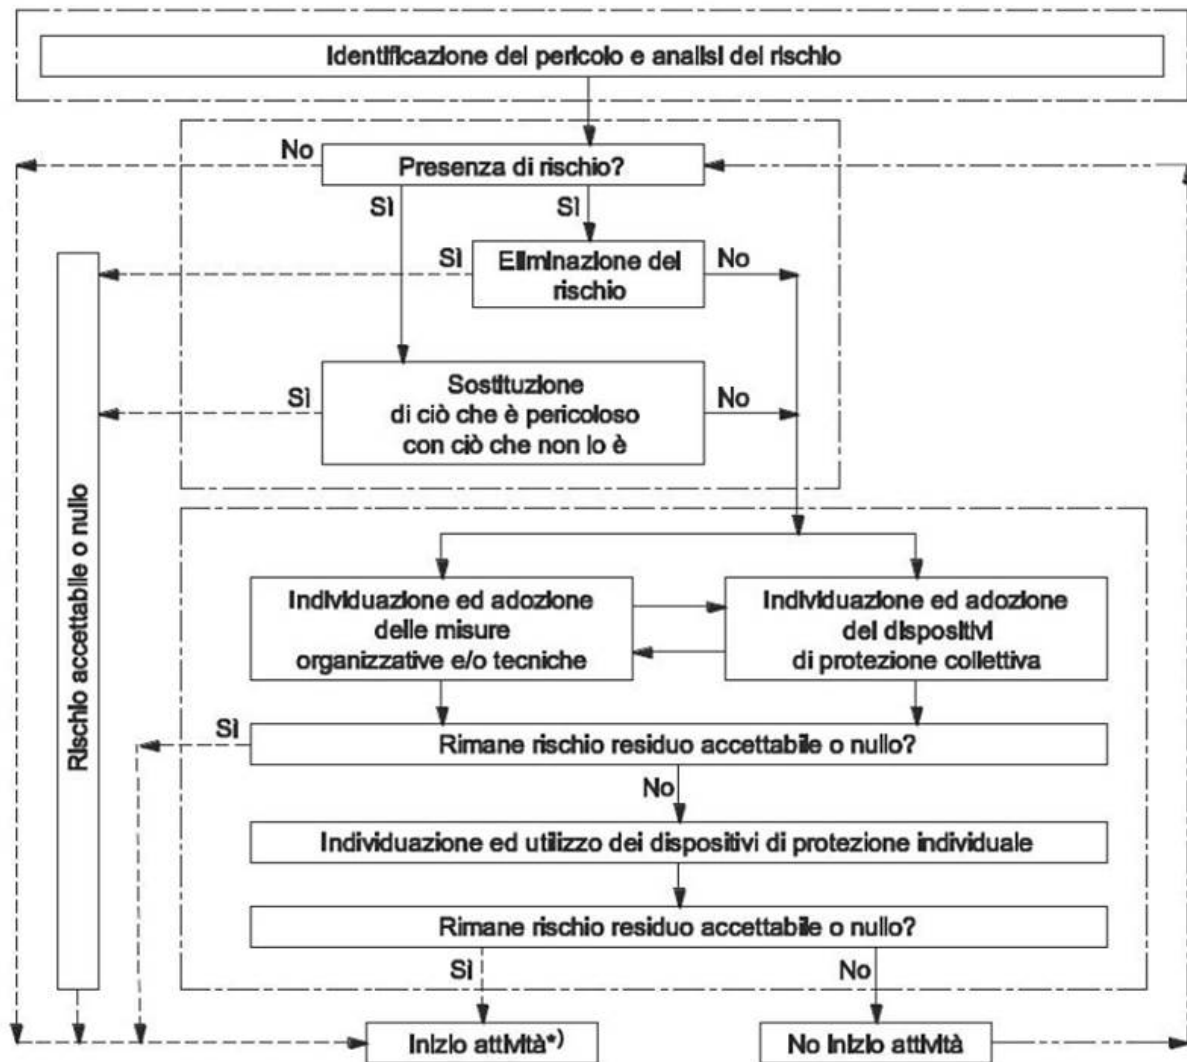 Identificazione del pericolo e analisi del rischio
No
Presenza di rischio?
Sì
Sì
Sì
Eliminazione del
rischio
No
Sì
Sostituzione
di ciò che è pericoloso
con ciò che non lo è
No
Rischio accettabile o nullo
Individuazione ed adozione
delle misure
organizzative e/o tecniche
Individuazione ed adozione
dei dispositivi
di protezione collettiva
Sì
Rimane rischio residuo accettabile o nullo?
No
Individuazione ed utilizzo dei dispositivi di protezione individuale
Rimane rischio residuo accettabile o nullo?
Sì
No
Inizio attività*)
No inizio attività